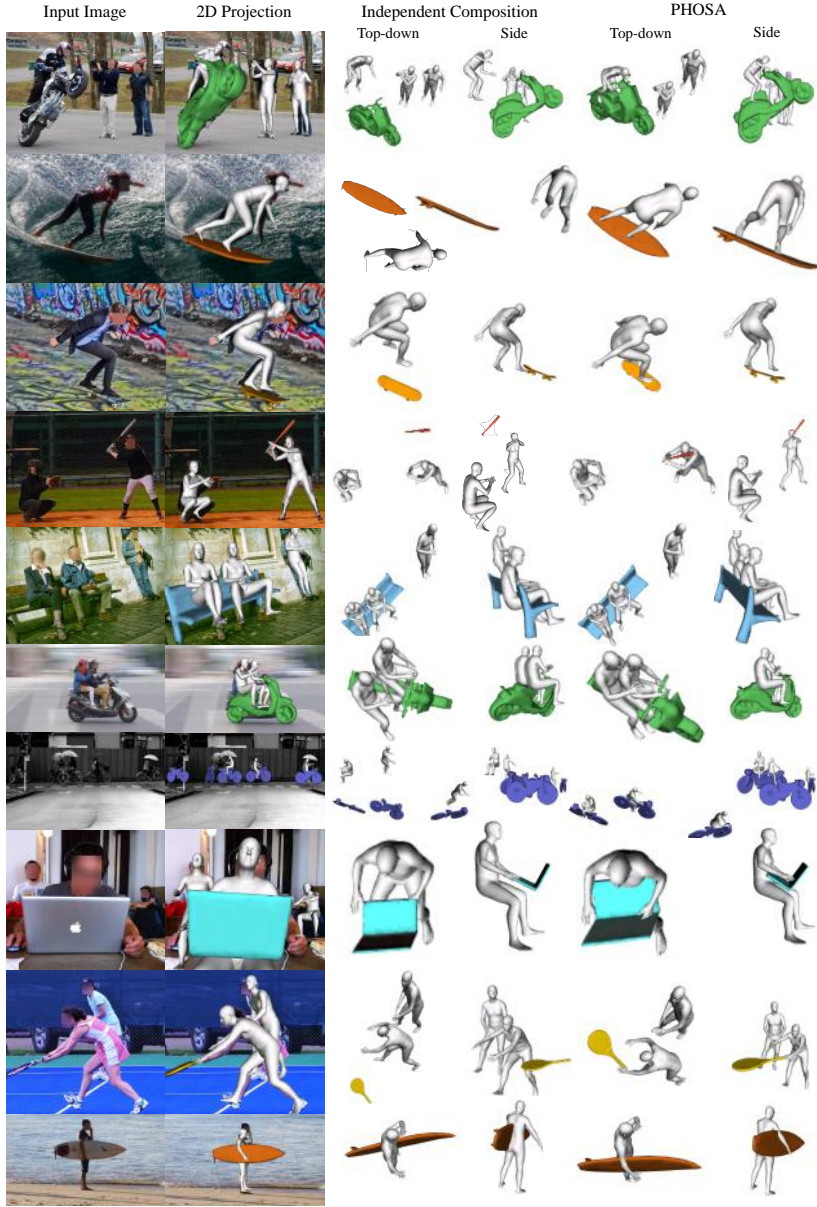 Input Image 2D Projection Independent Composition PHOSA
Top-down Side Top-down Side